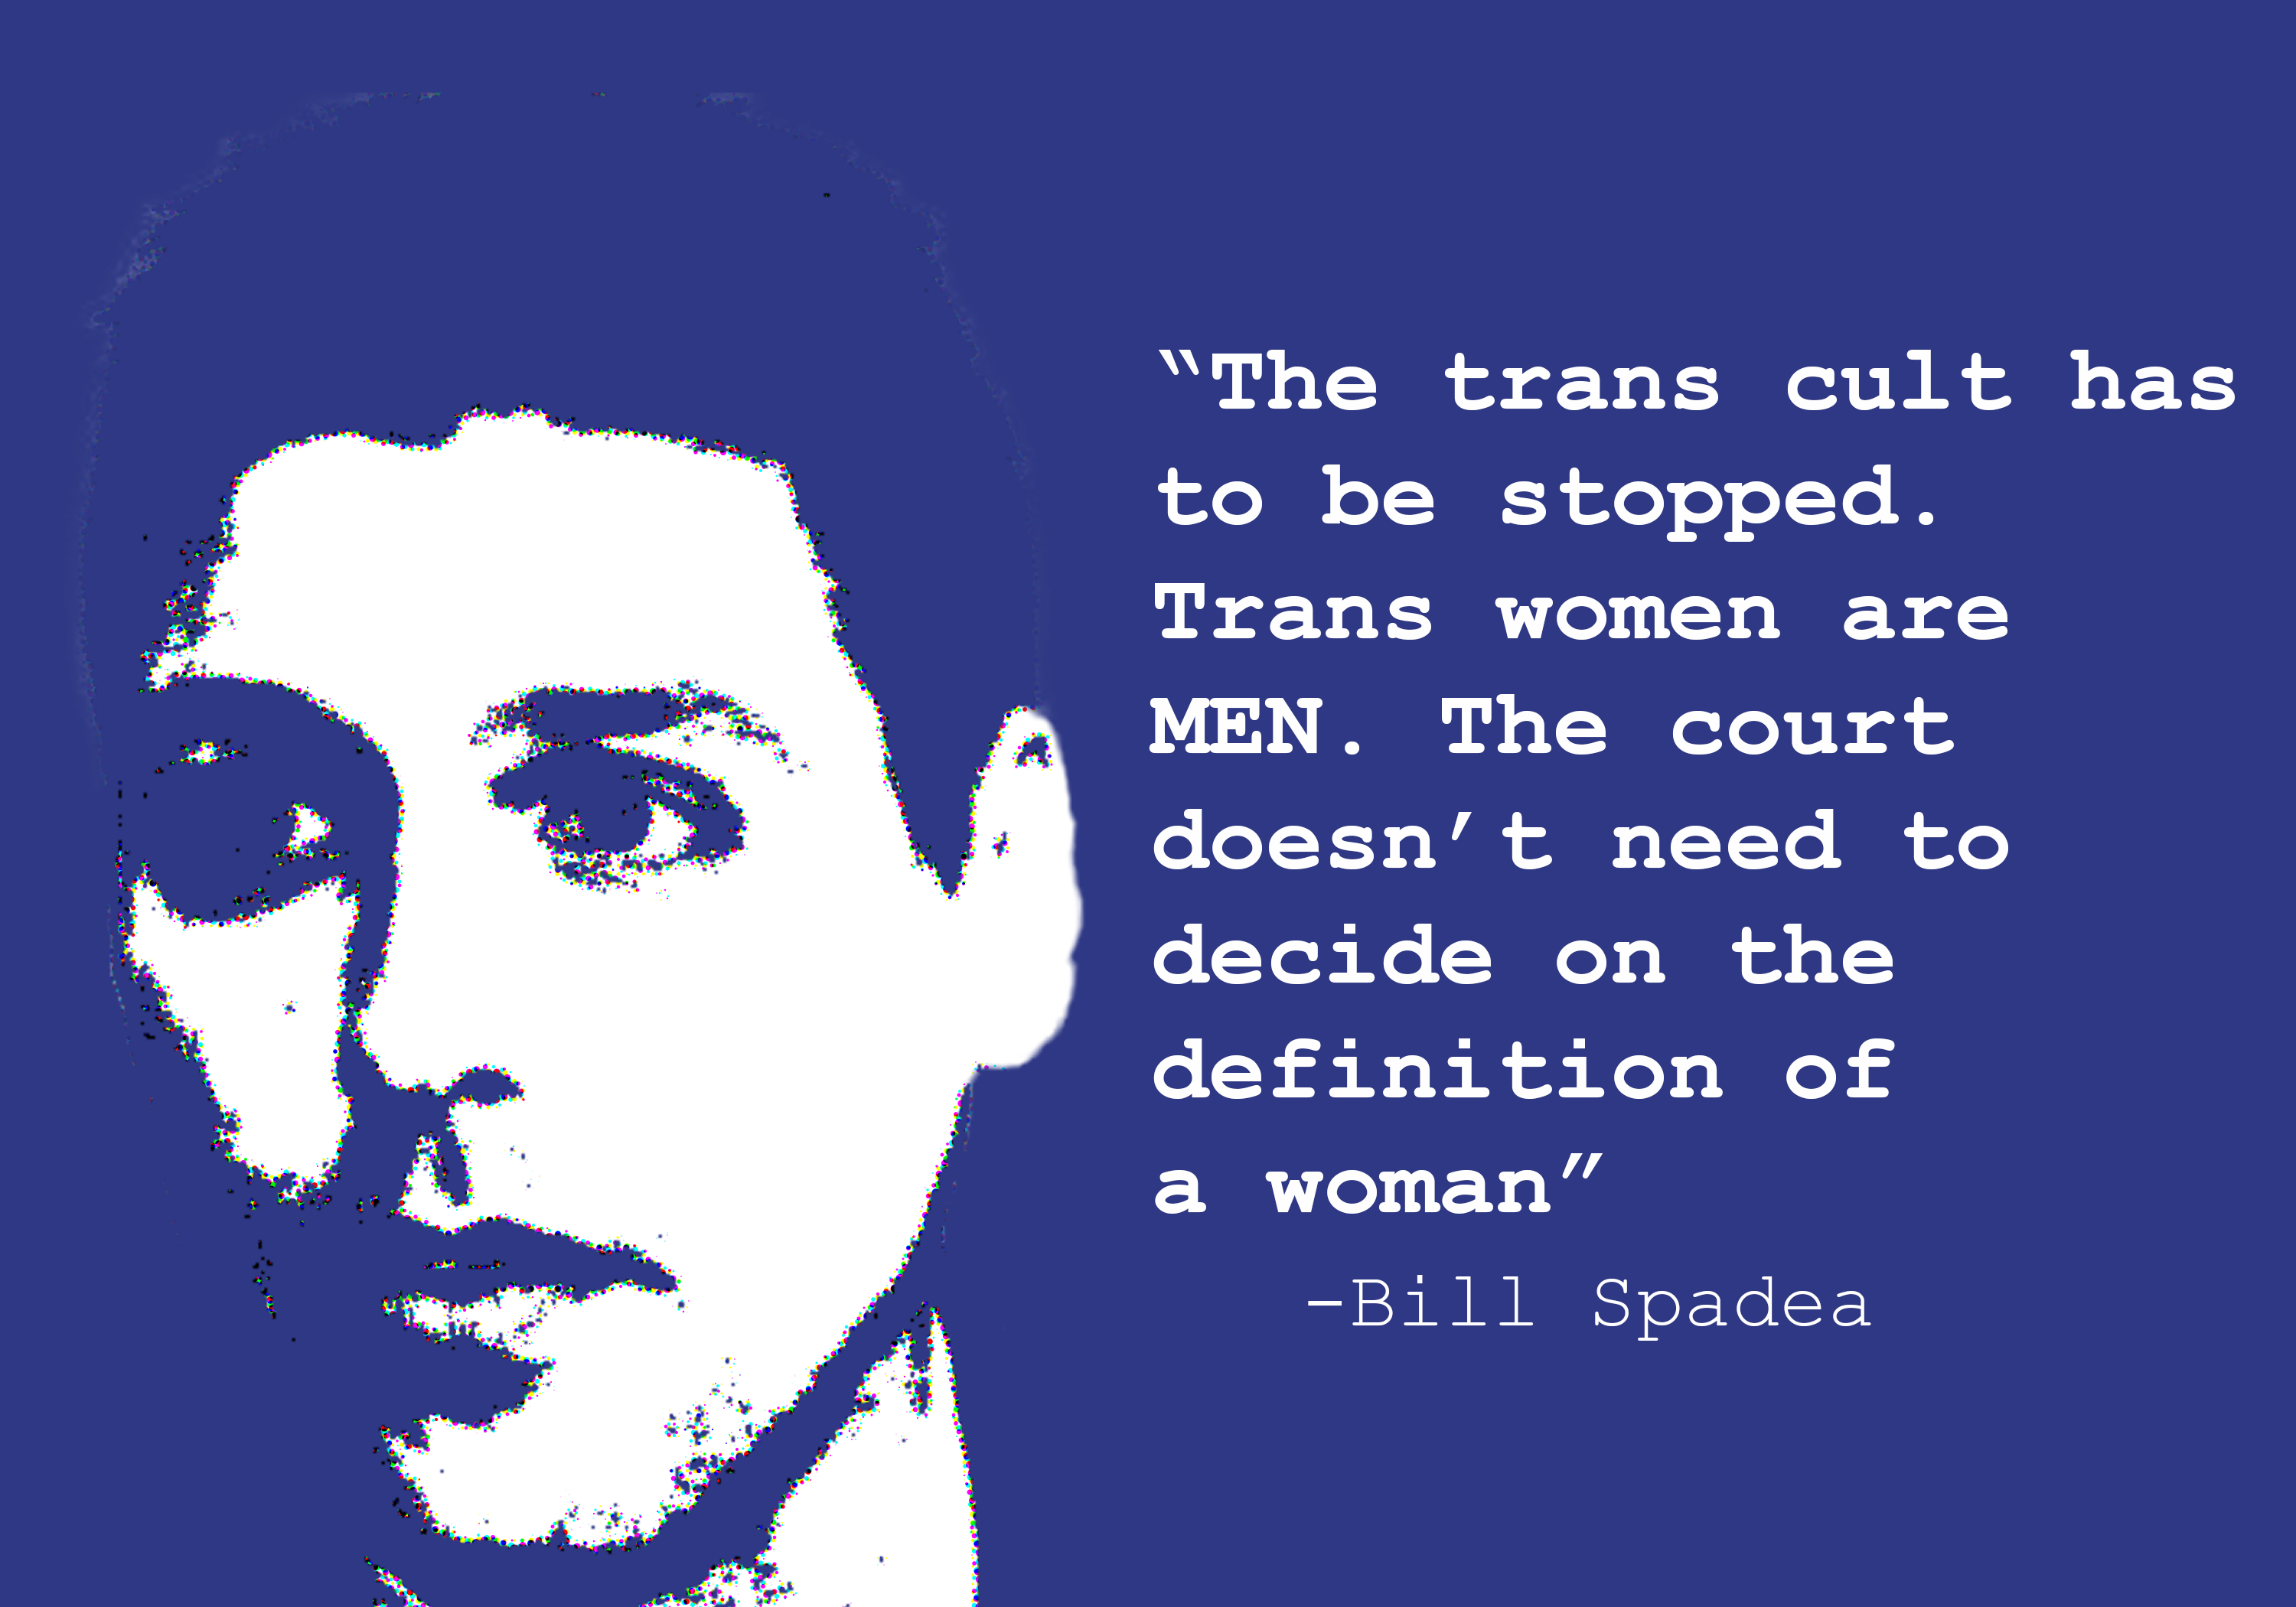 “The trans cult has
to be stopped.
Trans women are
MEN. The court
doesn’t need to
decide on the
definition of
a woman”
-Bill Spadea